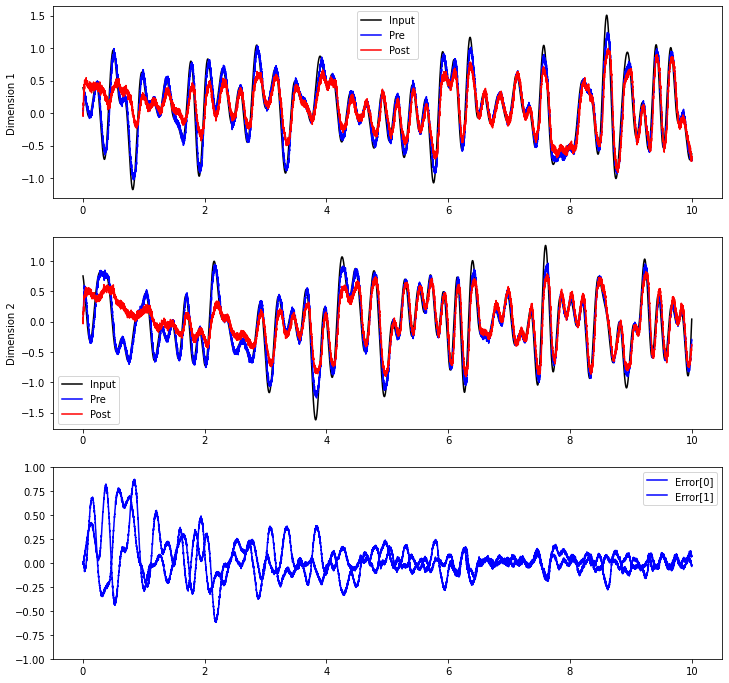 1.5
1.0
0.5
0.0
−0.5
−1.0
Dimension 1
Input
Pre
Post
0 2 4 6 8 10
1.0
0.5
0.0
−0.5
−1.0
−1.5
Dimension 2
Input
Pre
Post
0 2 4 6 8 10
1.00
0.75
0.50
0.25
0.00
−0.25
−0.50
−0.75
−1.00
Error[0]
Error[1]
0 2 4 6 8 10